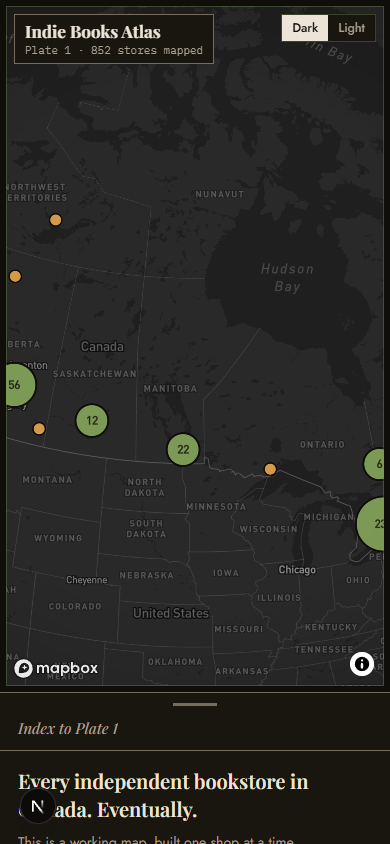 Indie Books Atlas
Plate 1 · 852 stores mapped
Dark
Light
Bay
NORTHWEST
TERRITORIES
NUNAVUT
Hudson
Bay
Canada
SASKATCHEWAN
MANITOBA
56
12
22
ONTARIO
6
23
MONTANA
NORTH
DAKOTA
MINNESOTA
MICHIGAN
SOUTH
DAKOTA
WISCONSIN
WYOMING
Cheyenne
NEBRASKA
IOWA
Chicago
OHIO
ILLINOIS
COLORADO
United States
MISSOURI
KENTUCKY
TENNESSEE
OKLAHOMA
ARKANSAS
mapbox
Index to Plate 1
Every independent bookstore in
N
ada. Eventually.
This is a working map, built one shop at a time